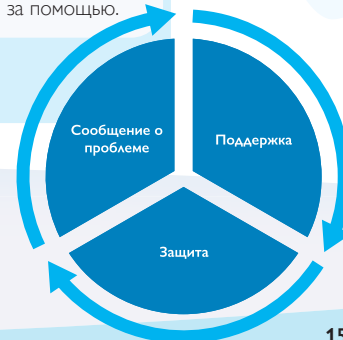 за помощью.
Сообщение о
проблеме
Поддержка
Защита
15